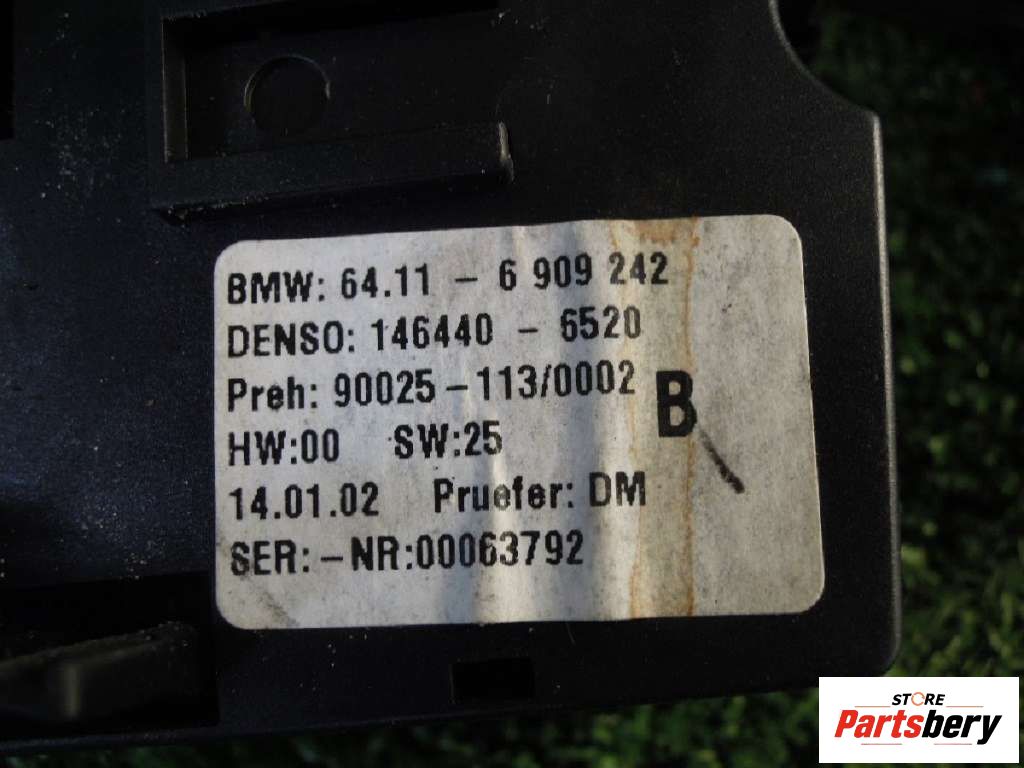 BMW: 64.11 - 6 909 242
DENSO: 146440 - 6520
Preh: 90025-113/0002
B
HW:00 SW:25
14.01.02 Pruefer: DM
SER:-NR:00063792
STORE
Partsbery